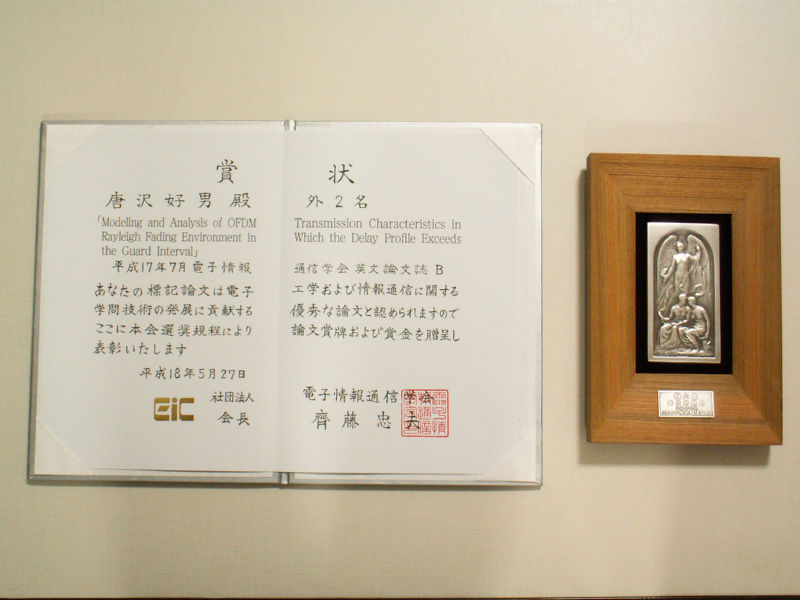 賞 状
唐沢好男殿 外2名
「Modeling and Analysis of OFDM Transmission Characteristics in
Rayleigh Fading Environment in Which the Delay Profile Exceeds
the Guard Interval」
平成17年7月電子情報通信学会 英文論文誌 B
あなたの標記論文は電子工学および情報通信に関する
学問技術の発展に貢献する優秀な論文と認められますので
ここに本会選奨規程により論文賞牌および賞金を贈呈し
表彰いたします
平成18年5月27日
EiC 社団法人 電子情報通信学会
会長 齊藤忠夫